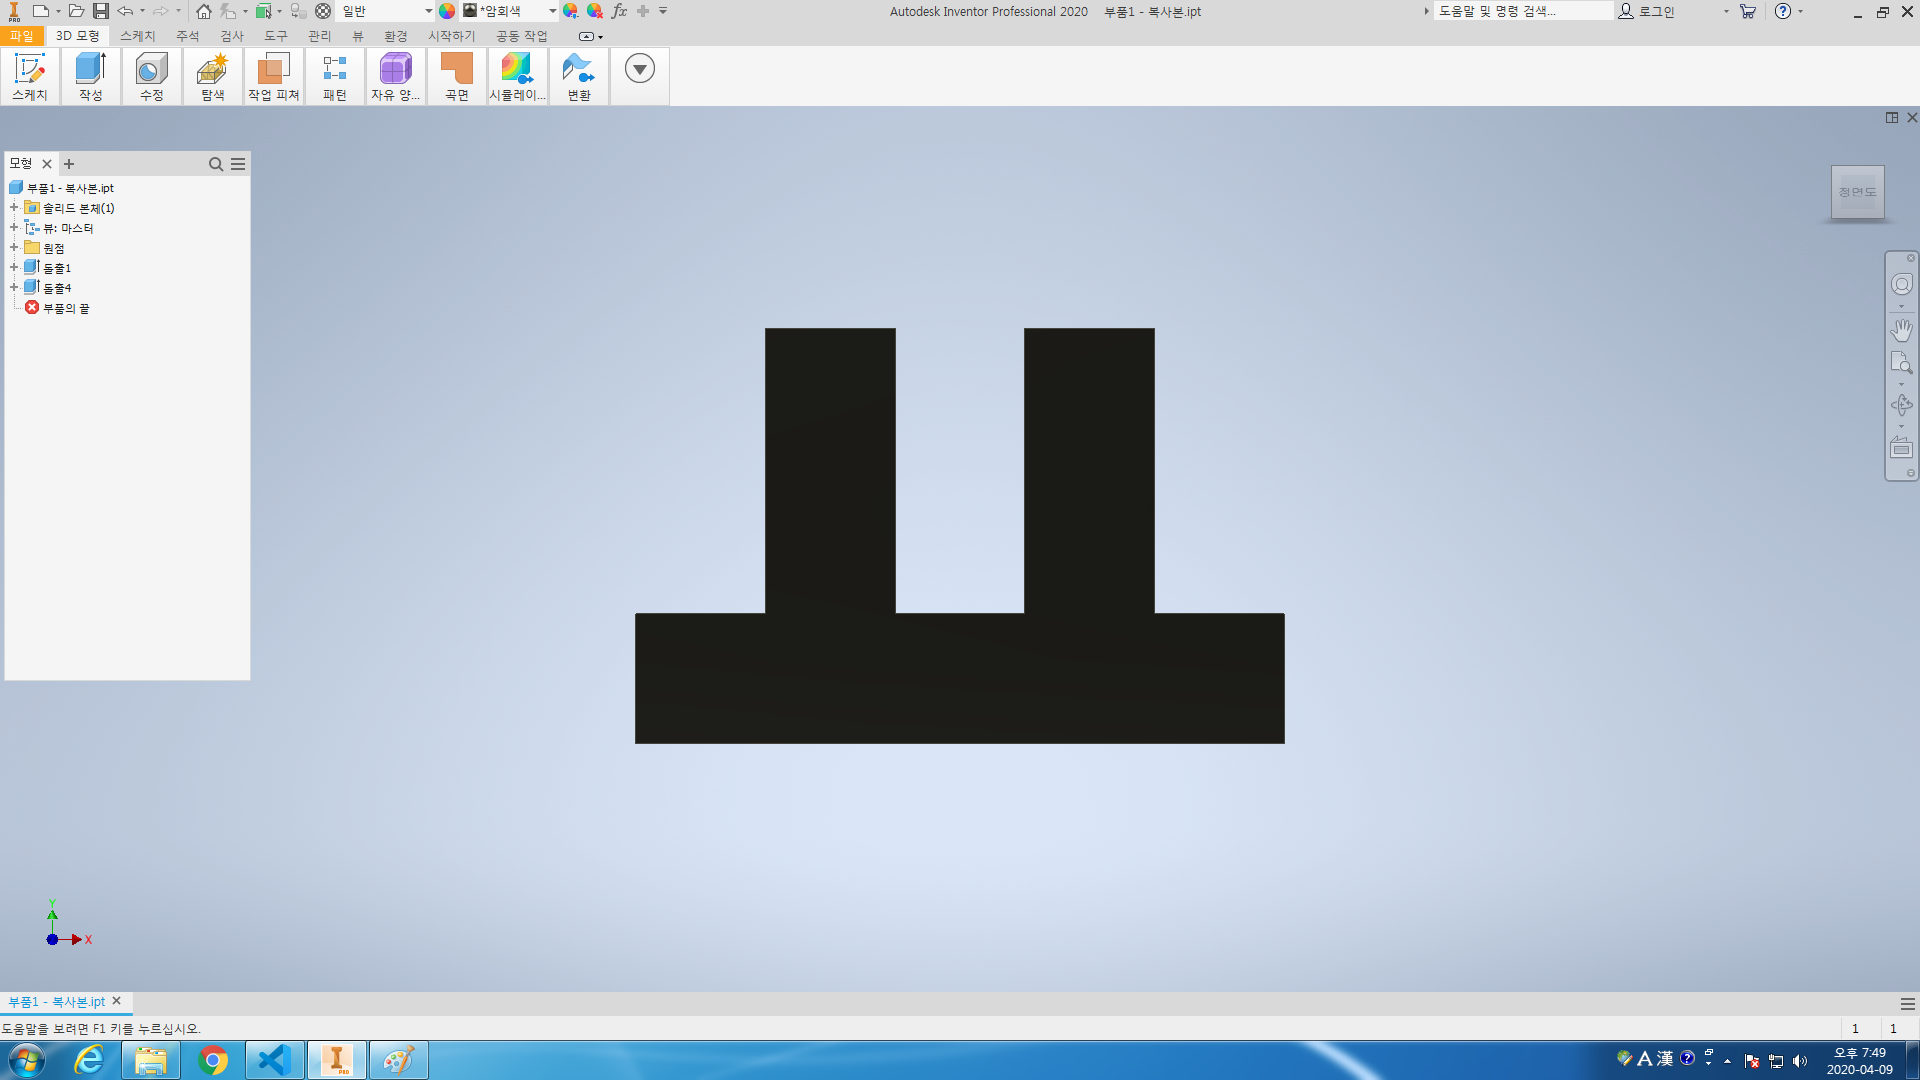 PRO 일반 *암회색 fx Autodesk Inventor Professional 2020 부품1 - 복사본.ipt 도움말 및 명령 검색... 로그인
파일 3D 모형 스케치 주석 검사 도구 관리 뷰 환경 시작하기 공동 작업
스케치 작성 수정 탐색 작업 피쳐 패턴 자유 양... 곡면 시뮬레이... 변환
모형
부품1 - 복사본.ipt
솔리드 본체(1)
뷰: 마스터
원점
돌출1
돌출4
부품의 끝
정면도
Y
X
부품1 - 복사본.ipt
도움말을 보려면 F1 키를 누르십시오. 1 1
PRO A 漢 오후 7:49
2020-04-09